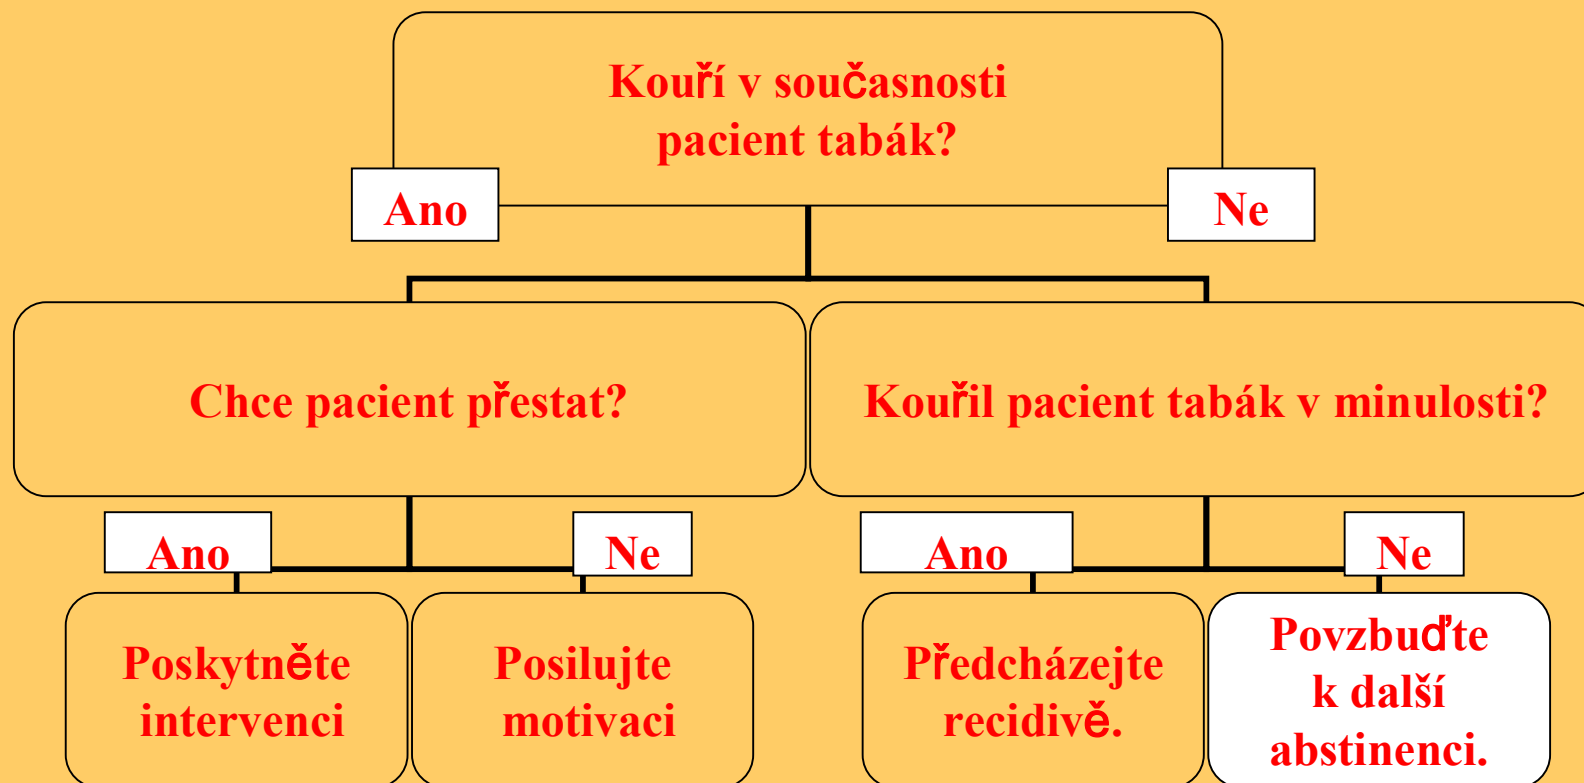 Kouří v současnosti
pacient tabák?
Ano
Ne
Chce pacient přestat?
Kouřil pacient tabák v minulosti?
Ano
Ne
Ano
Ne
Poskytněte
intervenci
Posilujte
motivaci
Předcházejte
recidivě.
Povzbuďte
k další
abstinenci.